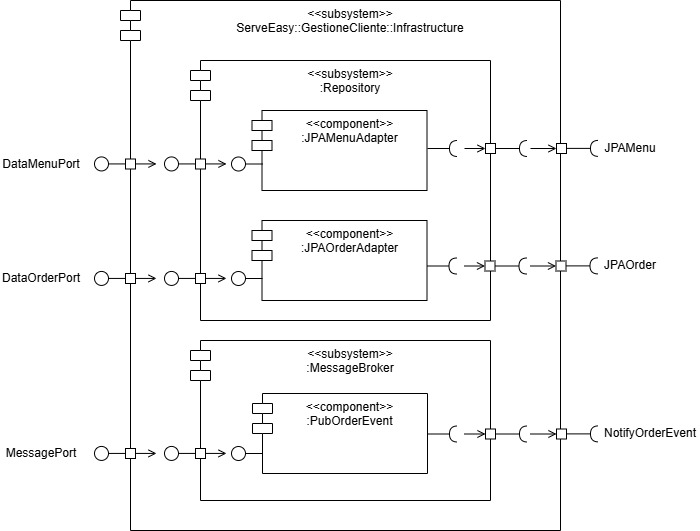 <<subsystem>>
ServeEasy::GestioneCliente::Infrastructure
<<subsystem>>
:Repository
<<component>>
:JPAMenuAdapter
DataMenuPort
JPAMenu
<<component>>
:JPAOrderAdapter
DataOrderPort
JPAOrder
<<subsystem>>
:MessageBroker
<<component>>
:PubOrderEvent
MessagePort
NotifyOrderEvent